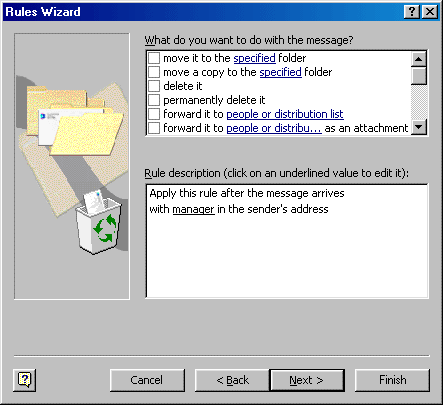 Rules Wizard
What do you want to do with the message?
move it to the specified folder
move a copy to the specified folder
delete it
permanently delete it
forward it to people or distribution list
forward it to people or distribu... as an attachment
Rule description (click on an underlined value to edit it):
Apply this rule after the message arrives
with manager in the sender's address
Cancel
< Back
Next >
Finish